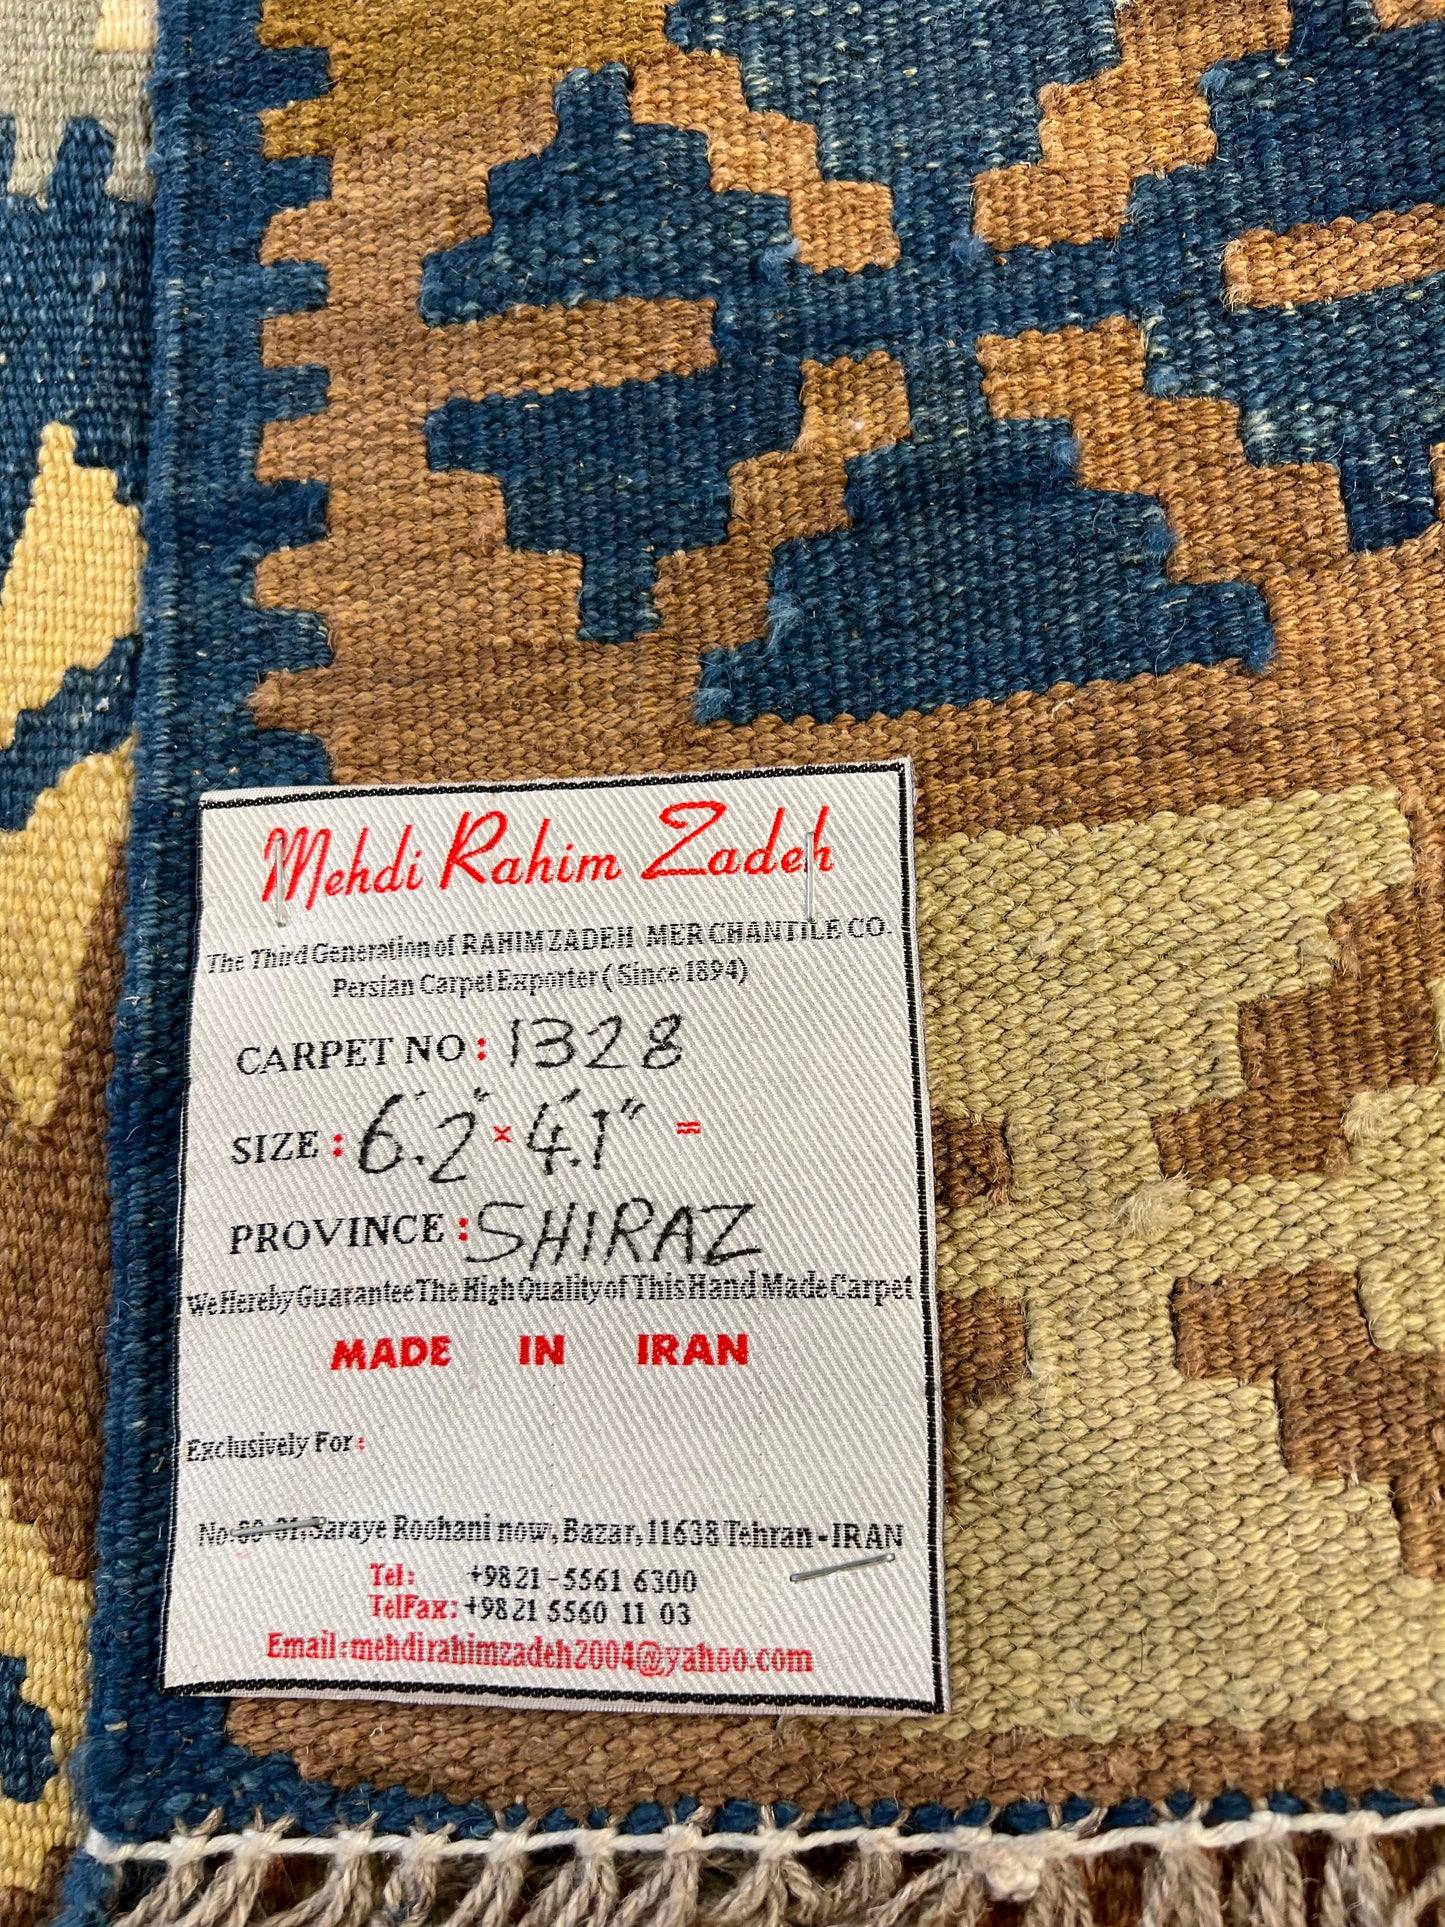 Mehdi Rahim Zadeh
The Third Generation of RAHIMZADEH MERCHANTILE CO.
Persian Carpet Exporter ( Since 1894)
CARPET NO : 1328
SIZE : 6'.2" × 4'.1" =
PROVINCE : SHIRAZ
We Hereby Guarantee The High Quality of This Hand Made Carpet
MADE IN IRAN
Exclusively For:
No. Saraye Roohani now, Bazar, 11638 Tehran - IRAN
Tel: +9821 - 5561 6300
TelFax: +98 21 5560 11 03
Email: mehdirahimzadeh2004@yahoo.com